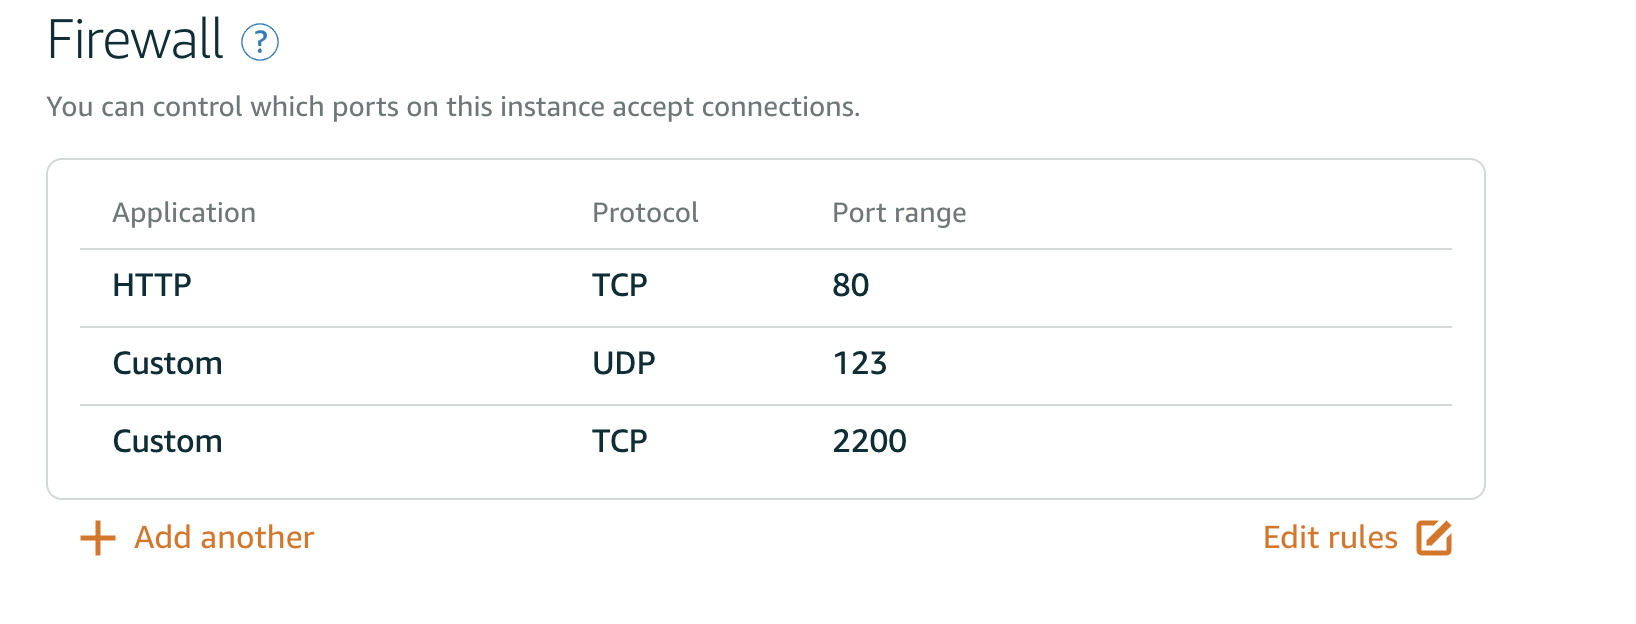 Firewall ?
You can control which ports on this instance accept connections.
Application Protocol Port range
HTTP TCP 80
Custom UDP 123
Custom TCP 2200
Add another Edit rules